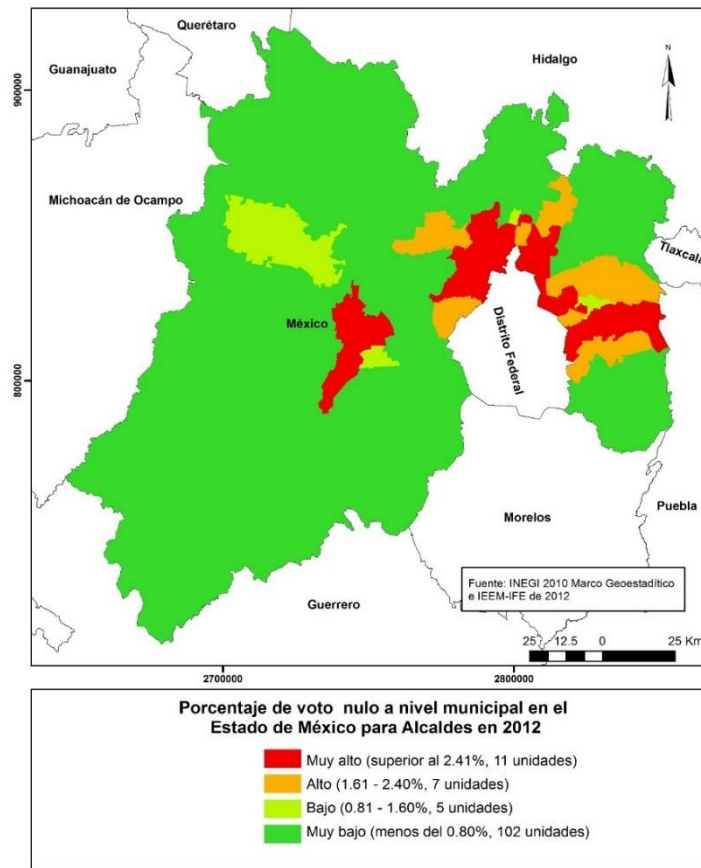 Querétaro
Guanajuato
Hidalgo
N
900000
Michoacán de Ocampo
Tlaxcala
México
Distrito Federal
800000
Puebla
Morelos
Fuente: INEGI 2010 Marco Geoestadítico
e IEEM-IFE de 2012
Guerrero
25 12.5 0 25 Km
2700000 2800000
Porcentaje de voto nulo a nivel municipal en el
Estado de México para Alcaldes en 2012
Muy alto (superior al 2.41%, 11 unidades)
Alto (1.61 - 2.40%, 7 unidades)
Bajo (0.81 - 1.60%, 5 unidades)
Muy bajo (menos del 0.80%, 102 unidades)